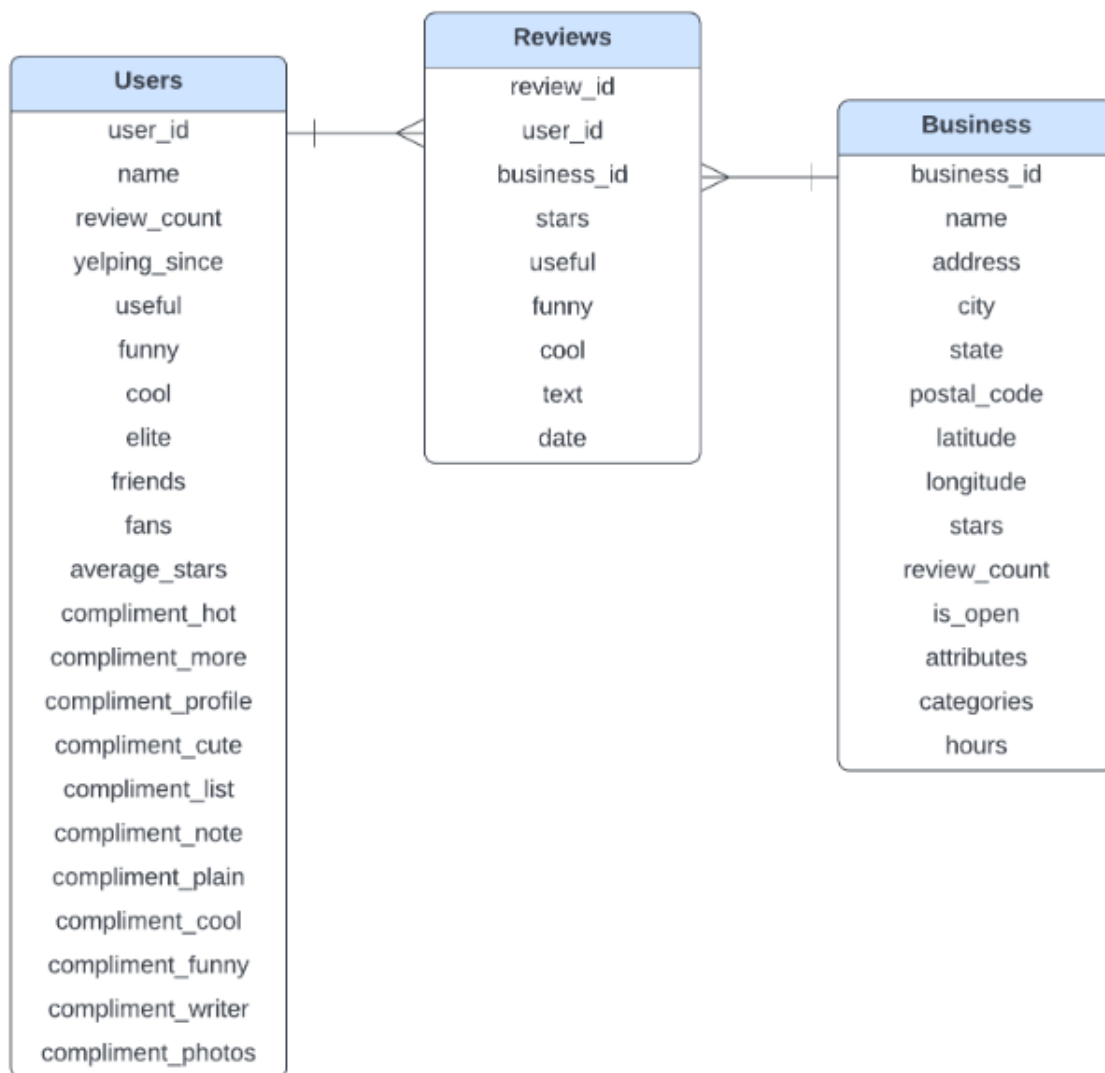 Users
user_id
name
review_count
yelping_since
useful
funny
cool
elite
friends
fans
average_stars
compliment_hot
compliment_more
compliment_profile
compliment_cute
compliment_list
compliment_note
compliment_plain
compliment_cool
compliment_funny
compliment_writer
compliment_photos
Reviews
review_id
user_id
business_id
stars
useful
funny
cool
text
date
Business
business_id
name
address
city
state
postal_code
latitude
longitude
stars
review_count
is_open
attributes
categories
hours